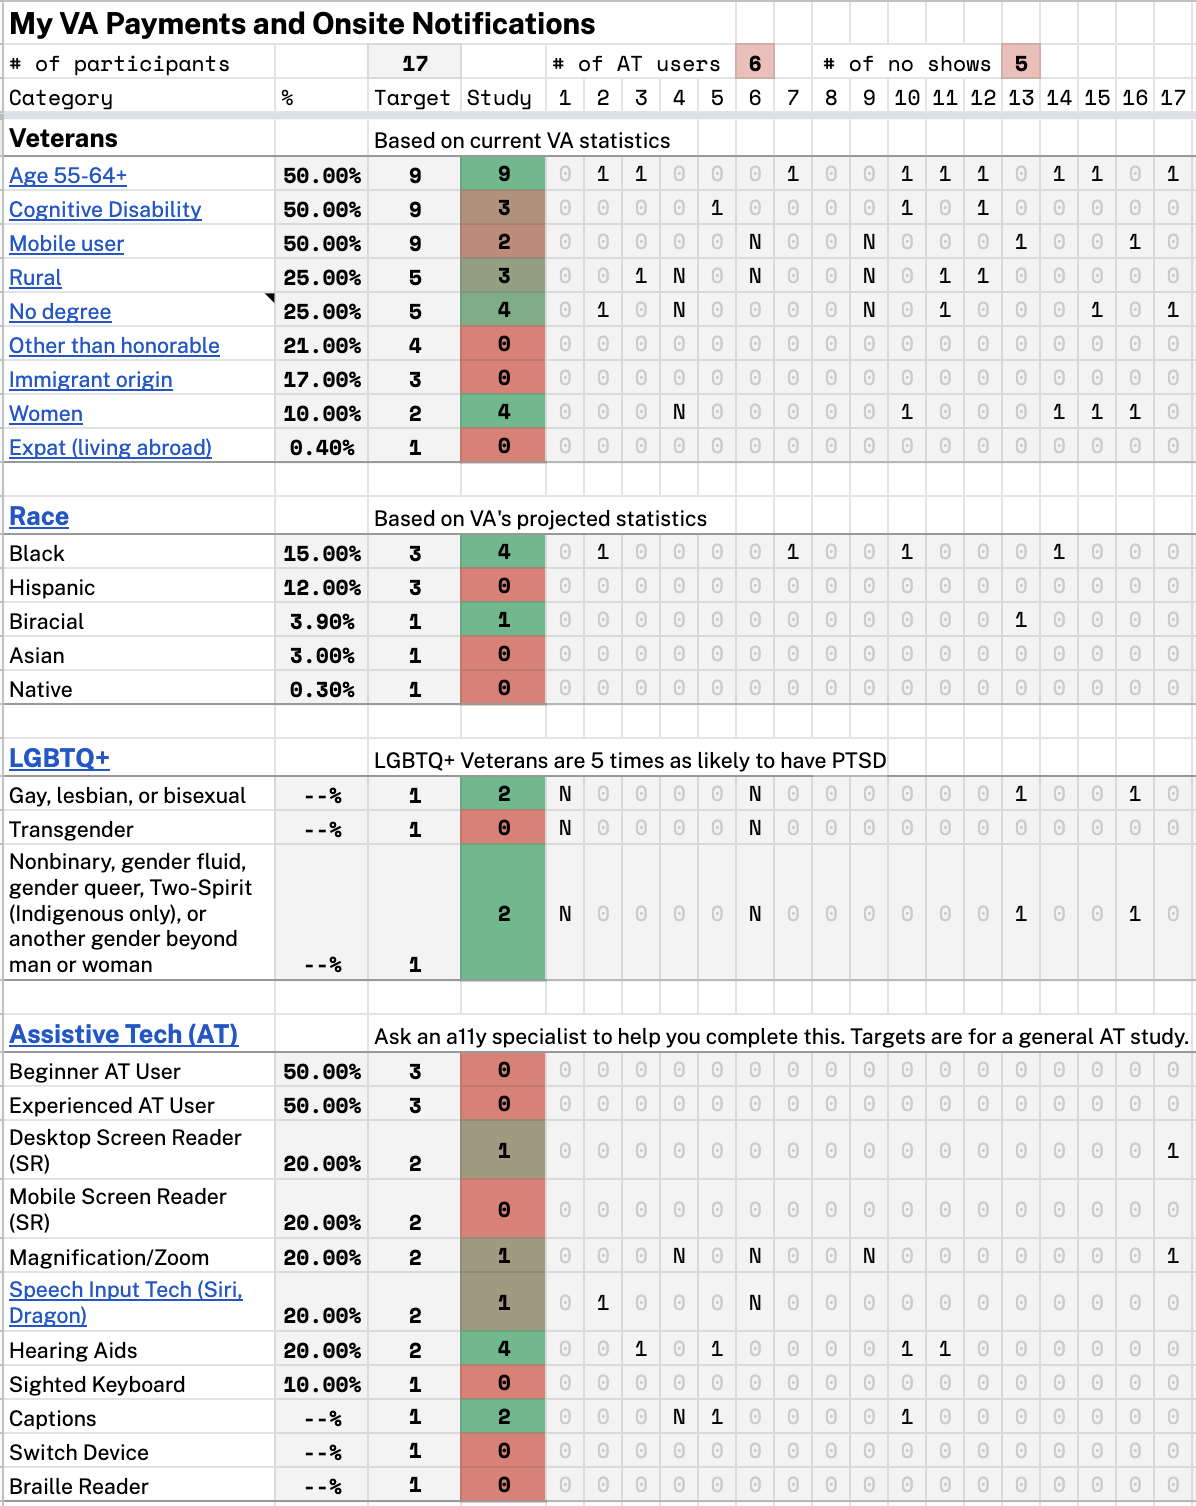 My VA Payments and Onsite Notifications
# of participants 17 # of AT users 6 # of no shows 5
Category % Target Study 1 2 3 4 5 6 7 8 9 10 11 12 13 14 15 16 17
Veterans Based on current VA statistics
Age 55-64+ 50.00% 9 9 0 1 1 0 0 0 1 0 0 1 1 1 0 1 1 0 1
Cognitive Disability 50.00% 9 3 0 0 0 0 1 0 0 0 0 1 0 1 0 0 0 0 0
Mobile user 50.00% 9 2 0 0 0 0 0 N 0 0 N 0 0 0 1 0 0 1 0
Rural 25.00% 5 3 0 0 1 N 0 N 0 0 N 0 1 1 0 0 0 0 0
No degree 25.00% 5 4 0 1 0 N 0 0 0 0 N 0 1 0 0 0 1 0 1
Other than honorable 21.00% 4 0 0 0 0 0 0 0 0 0 0 0 0 0 0 0 0 0 0
Immigrant origin 17.00% 3 0 0 0 0 0 0 0 0 0 0 0 0 0 0 0 0 0 0
Women 10.00% 2 4 0 0 0 N 0 0 0 0 0 1 0 0 0 1 1 1 0
Expat (living abroad) 0.40% 1 0 0 0 0 0 0 0 0 0 0 0 0 0 0 0 0 0 0
Race Based on VA's projected statistics
Black 15.00% 3 4 0 1 0 0 0 0 1 0 0 1 0 0 0 1 0 0 0
Hispanic 12.00% 3 0 0 0 0 0 0 0 0 0 0 0 0 0 0 0 0 0 0
Biracial 3.90% 1 1 0 0 0 0 0 0 0 0 0 0 0 0 1 0 0 0 0
Asian 3.00% 1 0 0 0 0 0 0 0 0 0 0 0 0 0 0 0 0 0 0
Native 0.30% 1 0 0 0 0 0 0 0 0 0 0 0 0 0 0 0 0 0 0
LGBTQ+ LGBTQ+ Veterans are 5 times as likely to have PTSD
Gay, lesbian, or bisexual --% 1 2 N 0 0 0 0 N 0 0 0 0 0 0 1 0 0 1 0
Transgender --% 1 0 N 0 0 0 0 N 0 0 0 0 0 0 0 0 0 0 0
Nonbinary, gender fluid,
gender queer, Two-Spirit
(Indigenous only), or 2 N 0 0 0 0 N 0 0 0 0 0 0 1 0 0 1 0
another gender beyond
man or woman --% 1
Assistive Tech (AT) Ask an a11y specialist to help you complete this. Targets are for a general AT study.
Beginner AT User 50.00% 3 0 0 0 0 0 0 0 0 0 0 0 0 0 0 0 0 0 0
Experienced AT User 50.00% 3 0 0 0 0 0 0 0 0 0 0 0 0 0 0 0 0 0 0
Desktop Screen Reader 1 0 0 0 0 0 0 0 0 0 0 0 0 0 0 0 0 1
(SR) 20.00% 2
Mobile Screen Reader 0 0 0 0 0 0 0 0 0 0 0 0 0 0 0 0 0 0
(SR) 20.00% 2
Magnification/Zoom 20.00% 2 1 0 0 0 N 0 N 0 0 N 0 0 0 0 0 0 0 1
Speech Input Tech (Siri, 1 0 1 0 0 0 N 0 0 0 0 0 0 0 0 0 0 0
Dragon) 20.00% 2
Hearing Aids 20.00% 2 4 0 0 1 0 1 0 0 0 0 1 1 0 0 0 0 0 0
Sighted Keyboard 10.00% 1 0 0 0 0 0 0 0 0 0 0 0 0 0 0 0 0 0 0
Captions --% 1 2 0 0 0 N 1 0 0 0 0 1 0 0 0 0 0 0 0
Switch Device --% 1 0 0 0 0 0 0 0 0 0 0 0 0 0 0 0 0 0 0
Braille Reader --% 1 0 0 0 0 0 0 0 0 0 0 0 0 0 0 0 0 0 0